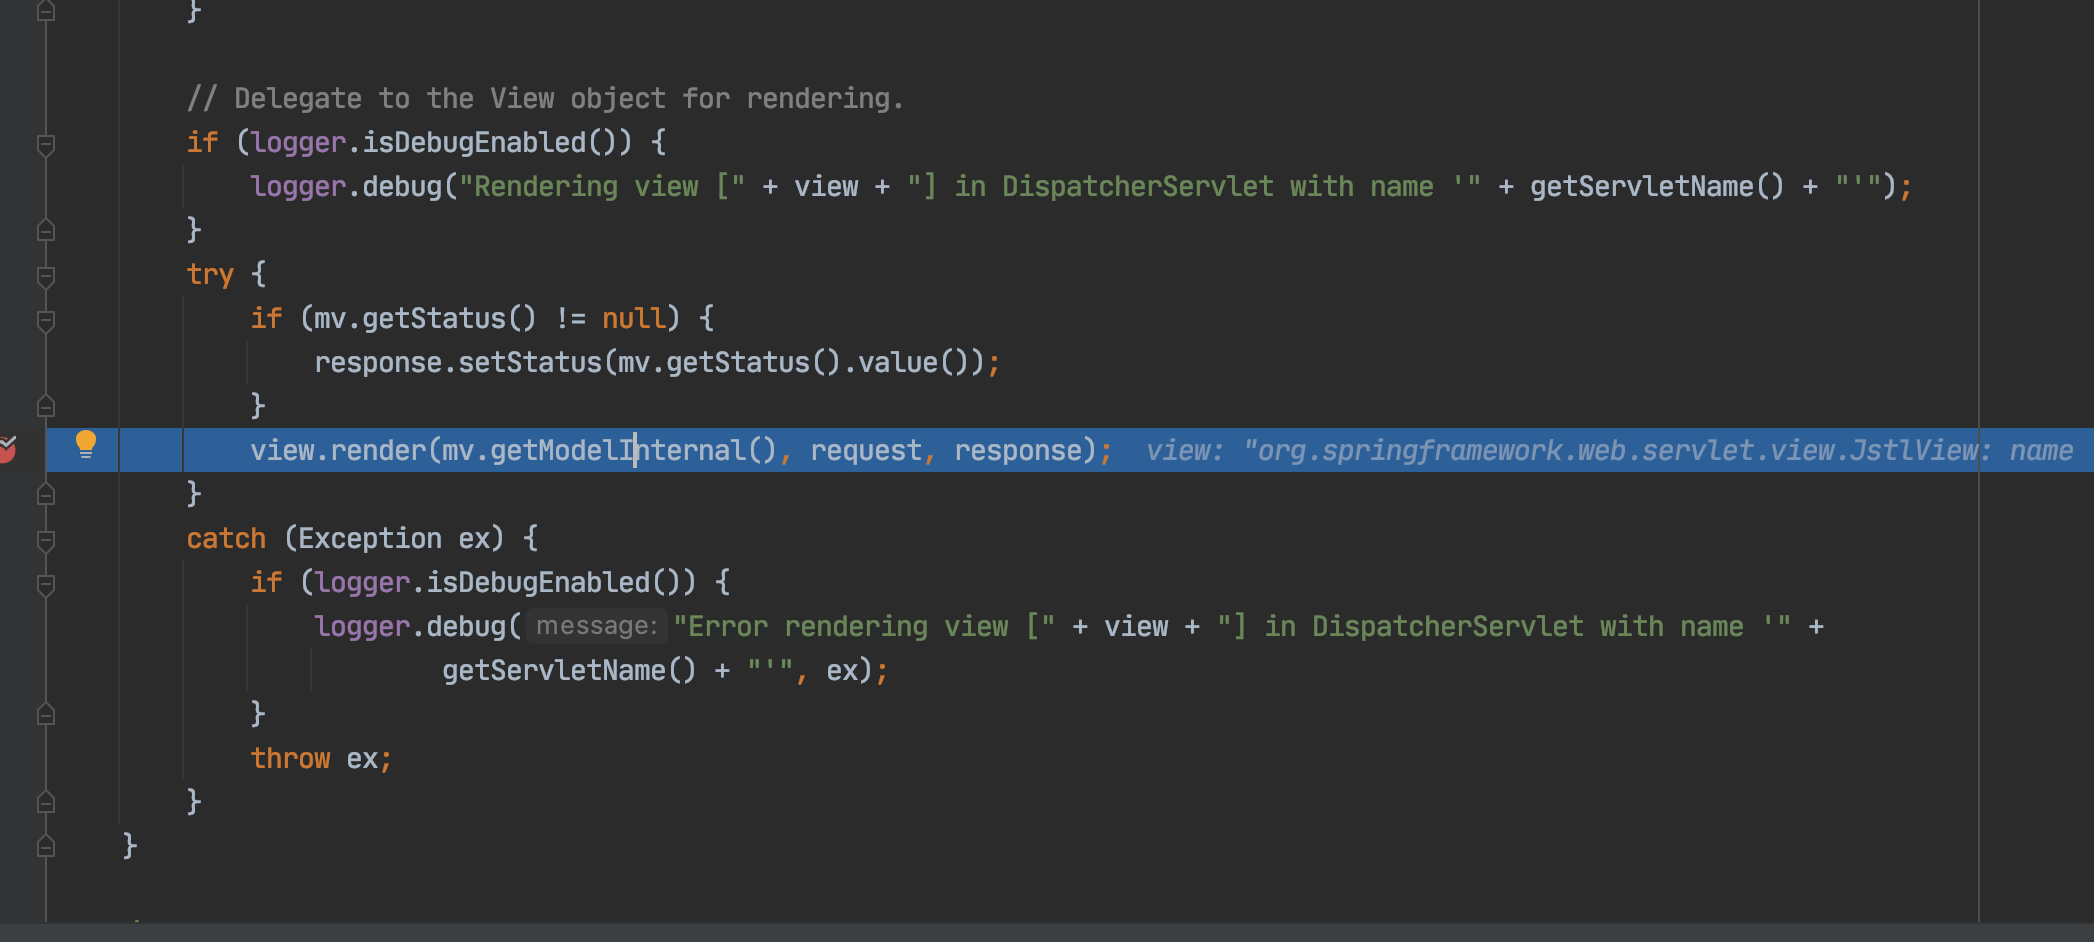 }
// Delegate to the View object for rendering.
if (logger.isDebugEnabled()) {
logger.debug("Rendering view [" + view + "] in DispatcherServlet with name '" + getServletName() + "'");
}
try {
if (mv.getStatus() != null) {
response.setStatus(mv.getStatus().value());
}
view.render(mv.getModelInternal(), request, response); view: "org.springframework.web.servlet.view.JstlView: name
}
catch (Exception ex) {
if (logger.isDebugEnabled()) {
logger.debug( message: "Error rendering view [" + view + "] in DispatcherServlet with name '" +
getServletName() + "'", ex);
}
throw ex;
}
}